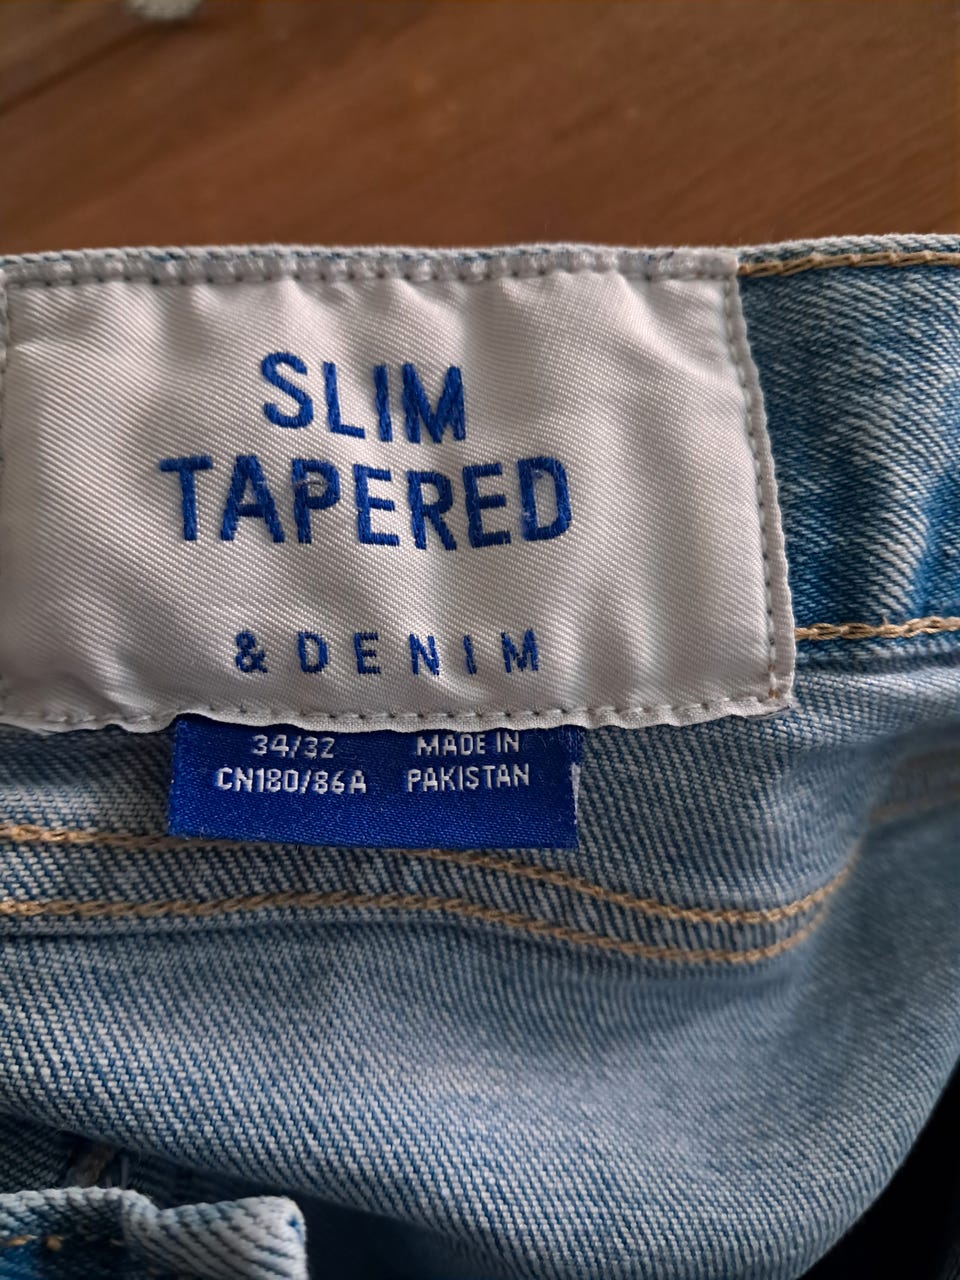 SLIM
TAPERED
& DENIM
34/32 MADE IN
CN180/86A PAKISTAN